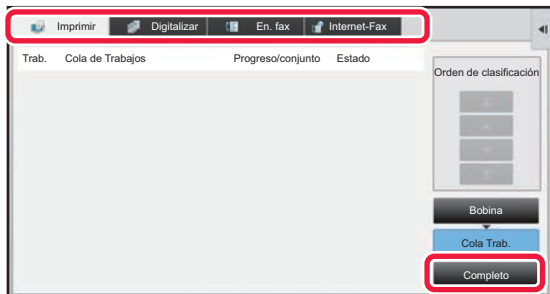 Imprimir Digitalizar En. fax Internet-Fax
Trab. Cola de Trabajos Progreso/conjunto Estado
Orden de clasificación
Bobina
Cola Trab.
Completo